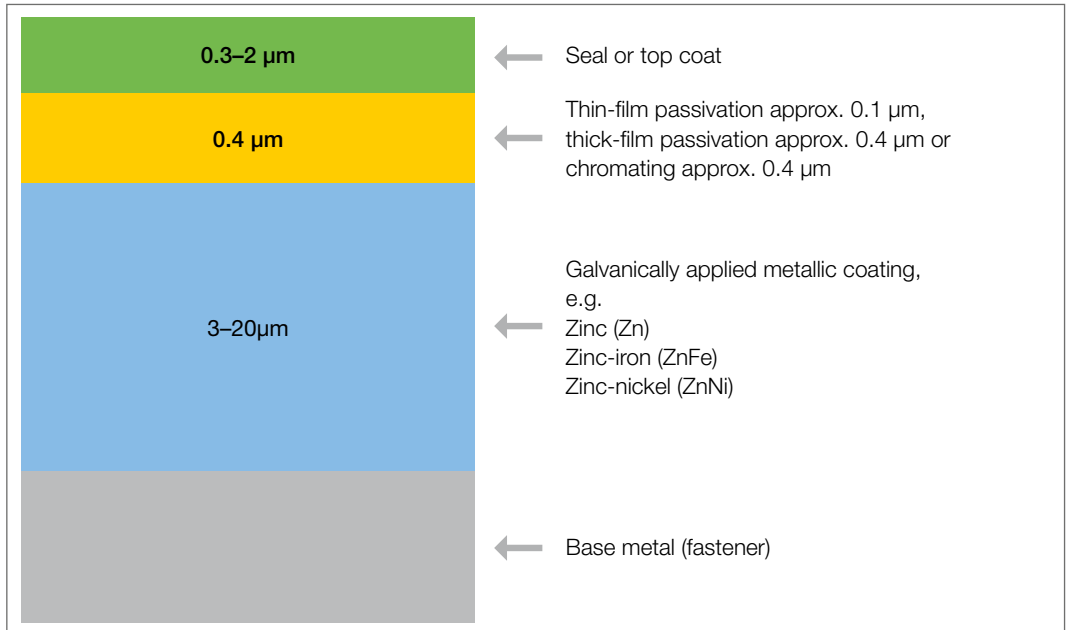 0.3–2 µm
Seal or top coat
0.4 µm
Thin-film passivation approx. 0.1 µm,
thick-film passivation approx. 0.4 µm or
chromating approx. 0.4 µm
3–20µm
Galvanically applied metallic coating,
e.g.
Zinc (Zn)
Zinc-iron (ZnFe)
Zinc-nickel (ZnNi)
Base metal (fastener)